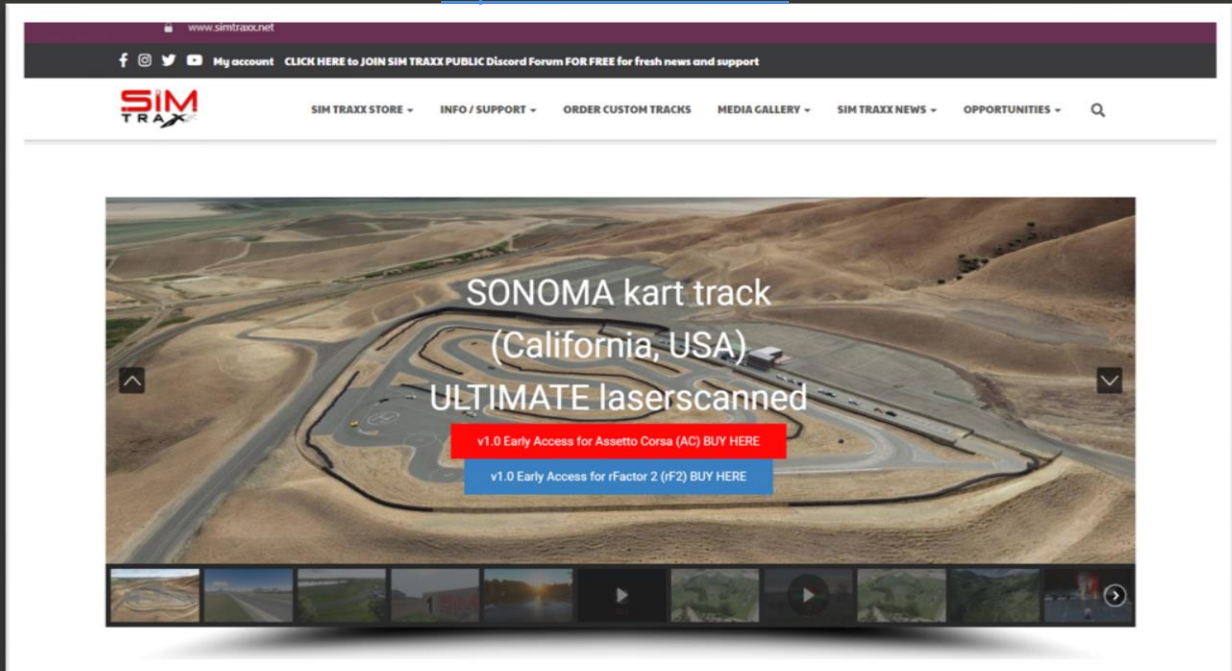 www.simtraxx.net
My account CLICK HERE to JOIN SIM TRAXX PUBLIC Discord Forum FOR FREE for fresh news and support
SIM
TRAXX
SIM TRAXX STORE INFO / SUPPORT ORDER CUSTOM TRACKS MEDIA GALLERY SIM TRAXX NEWS OPPORTUNITIES
SONOMA kart track
(California, USA)
ULTIMATE laserscanned
v1.0 Early Access for Assetto Corsa (AC) BUY HERE
v1.0 Early Access for rFactor 2 (rF2) BUY HERE